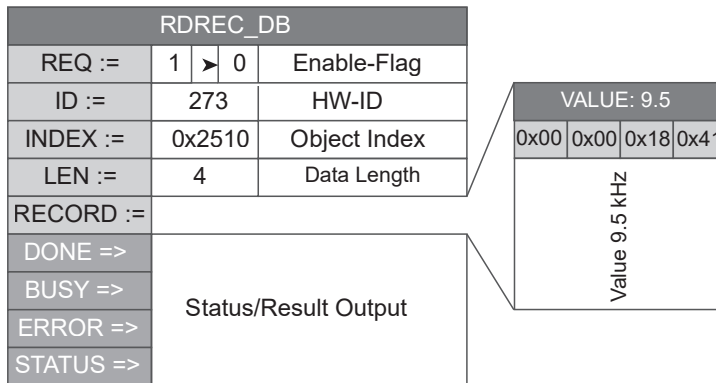 RDREC_DB
REQ := 1 ➤ 0 Enable-Flag
ID := 273 HW-ID
INDEX := 0x2510 Object Index
LEN := 4 Data Length
RECORD :=
DONE =>
BUSY =>
ERROR =>
STATUS =>
Status/Result Output
VALUE: 9.5
0x00 0x00 0x18 0x41
Value 9.5 kHz